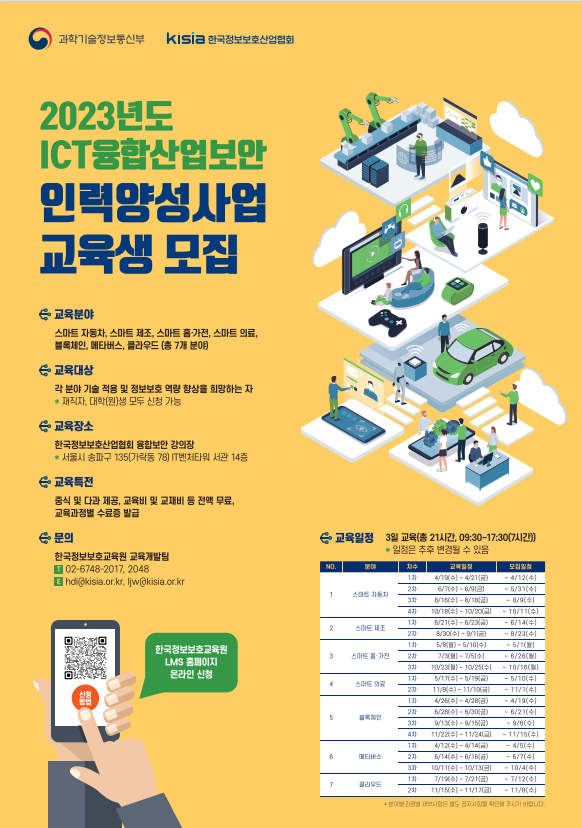 과학기술정보통신부
KISIA 한국정보보호산업협회
2023년도
ICT융합산업보안
인력양성사업
교육생 모집
교육분야
스마트 자동차, 스마트 제조, 스마트 홈·가전, 스마트 의료,
블록체인, 메타버스, 클라우드 (총 7개 분야)
교육대상
각 분야 기술 적용 및 정보보호 역량 향상을 희망하는 자
* 재직자, 대학(원)생 모두 신청 가능
교육장소
한국정보보호산업협회 융합보안 강의장
* 서울시 송파구 135(가락동 78) IT벤처타워 서관 14층
교육특전
중식 및 다과 제공, 교육비 및 교재비 등 전액 무료,
교육과정별 수료증 발급
문의
한국정보보호교육원 교육개발팀
T 02-6748-2017, 2048
E hdi@kisia.or.kr, ljw@kisia.or.kr
신청
방법
한국정보보호교육원
LMS 홈페이지
온라인 신청
교육일정 3일 교육(총 21시간, 09:30~17:30(7시간))
* 일정은 추후 변경될 수 있음
NO. 분야 차수 교육일정 모집일정
1 스마트 자동차 1차 4/19(수) ~ 4/21(금) ~ 4/12(수)
2차 6/7(수) ~ 6/9(금) ~ 5/31(수)
3차 8/16(수) ~ 8/18(금) ~ 8/9(수)
4차 10/18(수) ~ 10/20(금) ~ 10/11(수)
2 스마트 제조 1차 6/21(수) ~ 6/23(금) ~ 6/14(수)
2차 8/30(수) ~ 9/1(금) ~ 8/23(수)
3 스마트 홈·가전 1차 5/8(월) ~ 5/10(수) ~ 5/1(월)
2차 7/3(월) ~ 7/5(수) ~ 6/26(월)
3차 10/23(월) ~ 10/25(수) ~ 10/16(월)
4 스마트 의료 1차 5/17(수) ~ 5/19(금) ~ 5/10(수)
2차 11/8(수) ~ 11/10(금) ~ 11/1(수)
5 블록체인 1차 4/26(수) ~ 4/28(금) ~ 4/19(수)
2차 6/28(수) ~ 6/30(금) ~ 6/21(수)
3차 9/13(수) ~ 9/15(금) ~ 9/6(수)
4차 11/22(수) ~ 11/24(금) ~ 11/15(수)
6 메타버스 1차 4/12(수) ~ 4/14(금) ~ 4/5(수)
2차 6/14(수) ~ 6/16(금) ~ 6/7(수)
3차 10/11(수) ~ 10/13(금) ~ 10/4(수)
7 클라우드 1차 7/19(수) ~ 7/21(금) ~ 7/12(수)
2차 11/15(수) ~ 11/17(금) ~ 11/8(수)
* 분야별 과정별 세부사항은 별도 공지사항을 확인해 주시기 바랍니다.